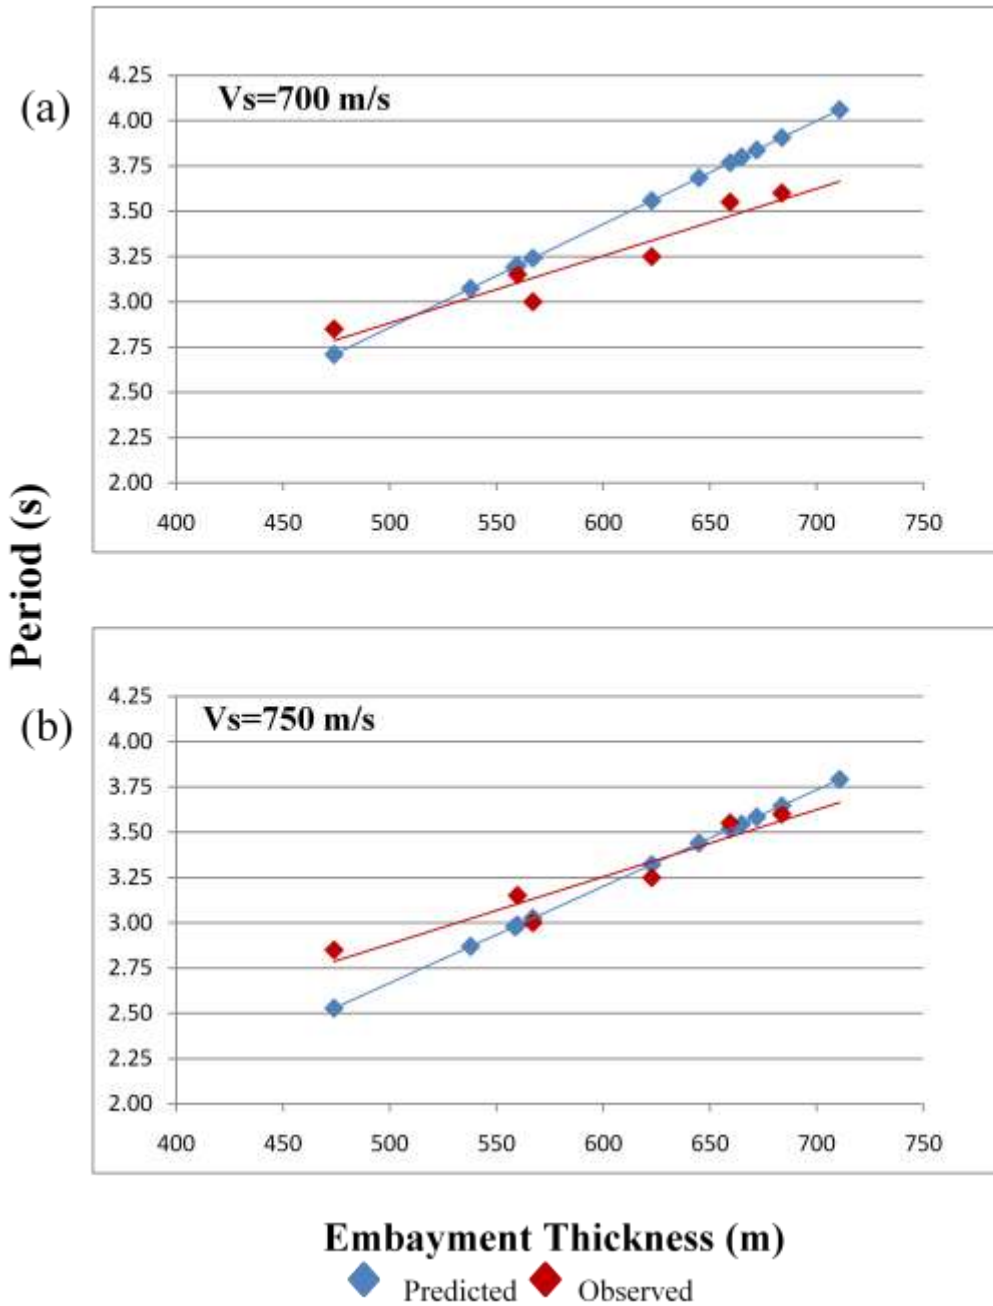 (a)
Vs=700 m/s
4.25
4.00
3.75
3.50
3.25
3.00
2.75
2.50
2.25
2.00
400 450 500 550 600 650 700 750
Period (s)
(b)
Vs=750 m/s
4.25
4.00
3.75
3.50
3.25
3.00
2.75
2.50
2.25
2.00
400 450 500 550 600 650 700 750
Embayment Thickness (m)
Predicted Observed